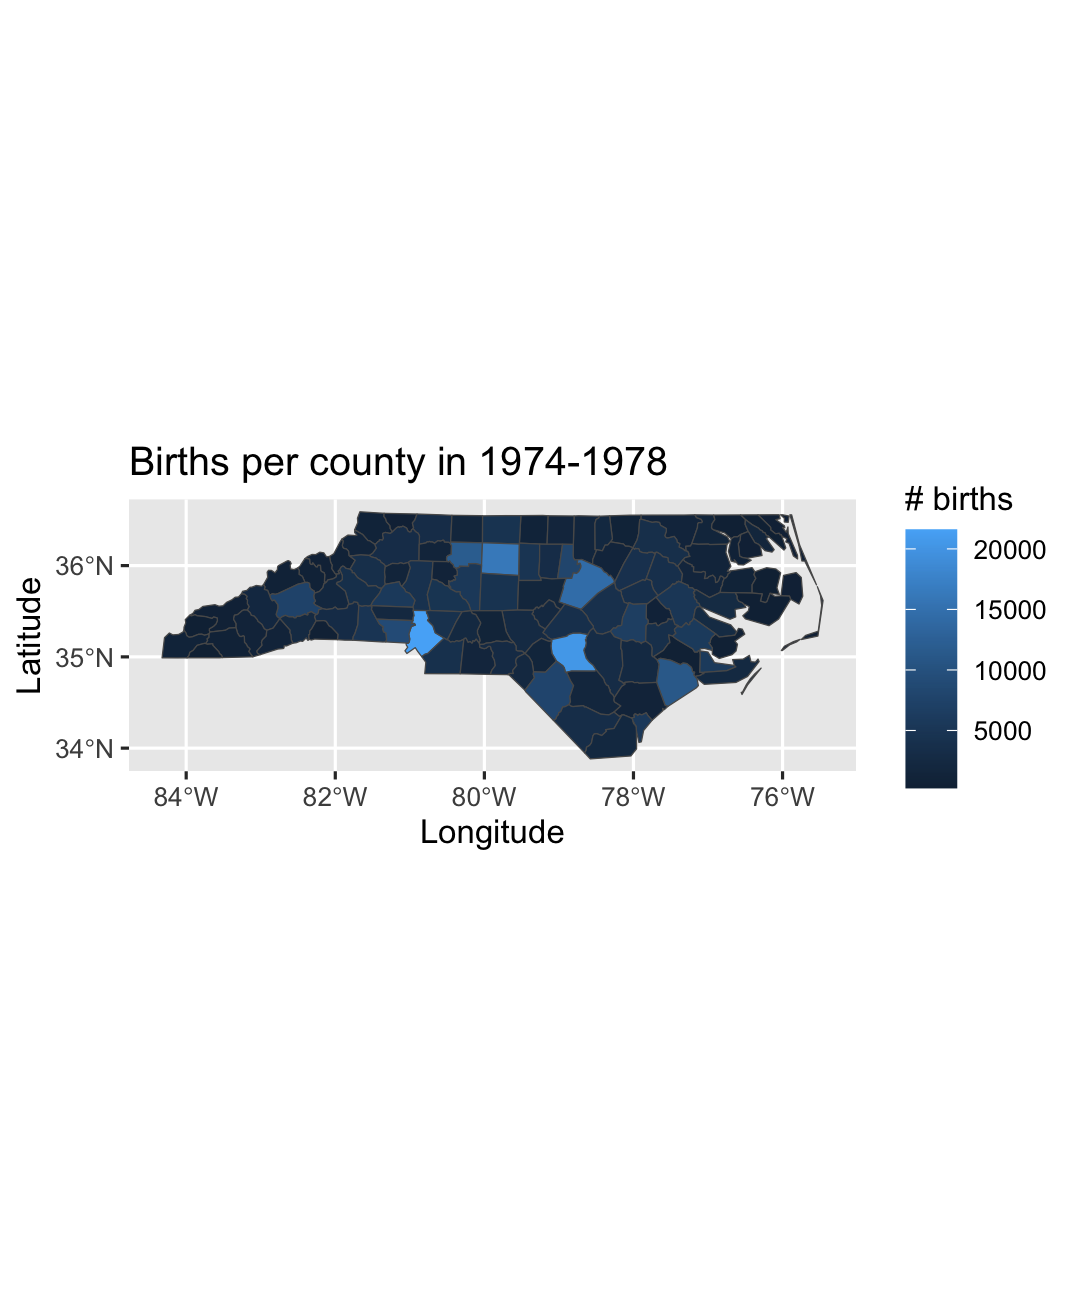 Births per county in 1974-1978
# births
20000
15000
10000
5000
36°N
35°N
34°N
Latitude
84°W 82°W 80°W 78°W 76°W
Longitude